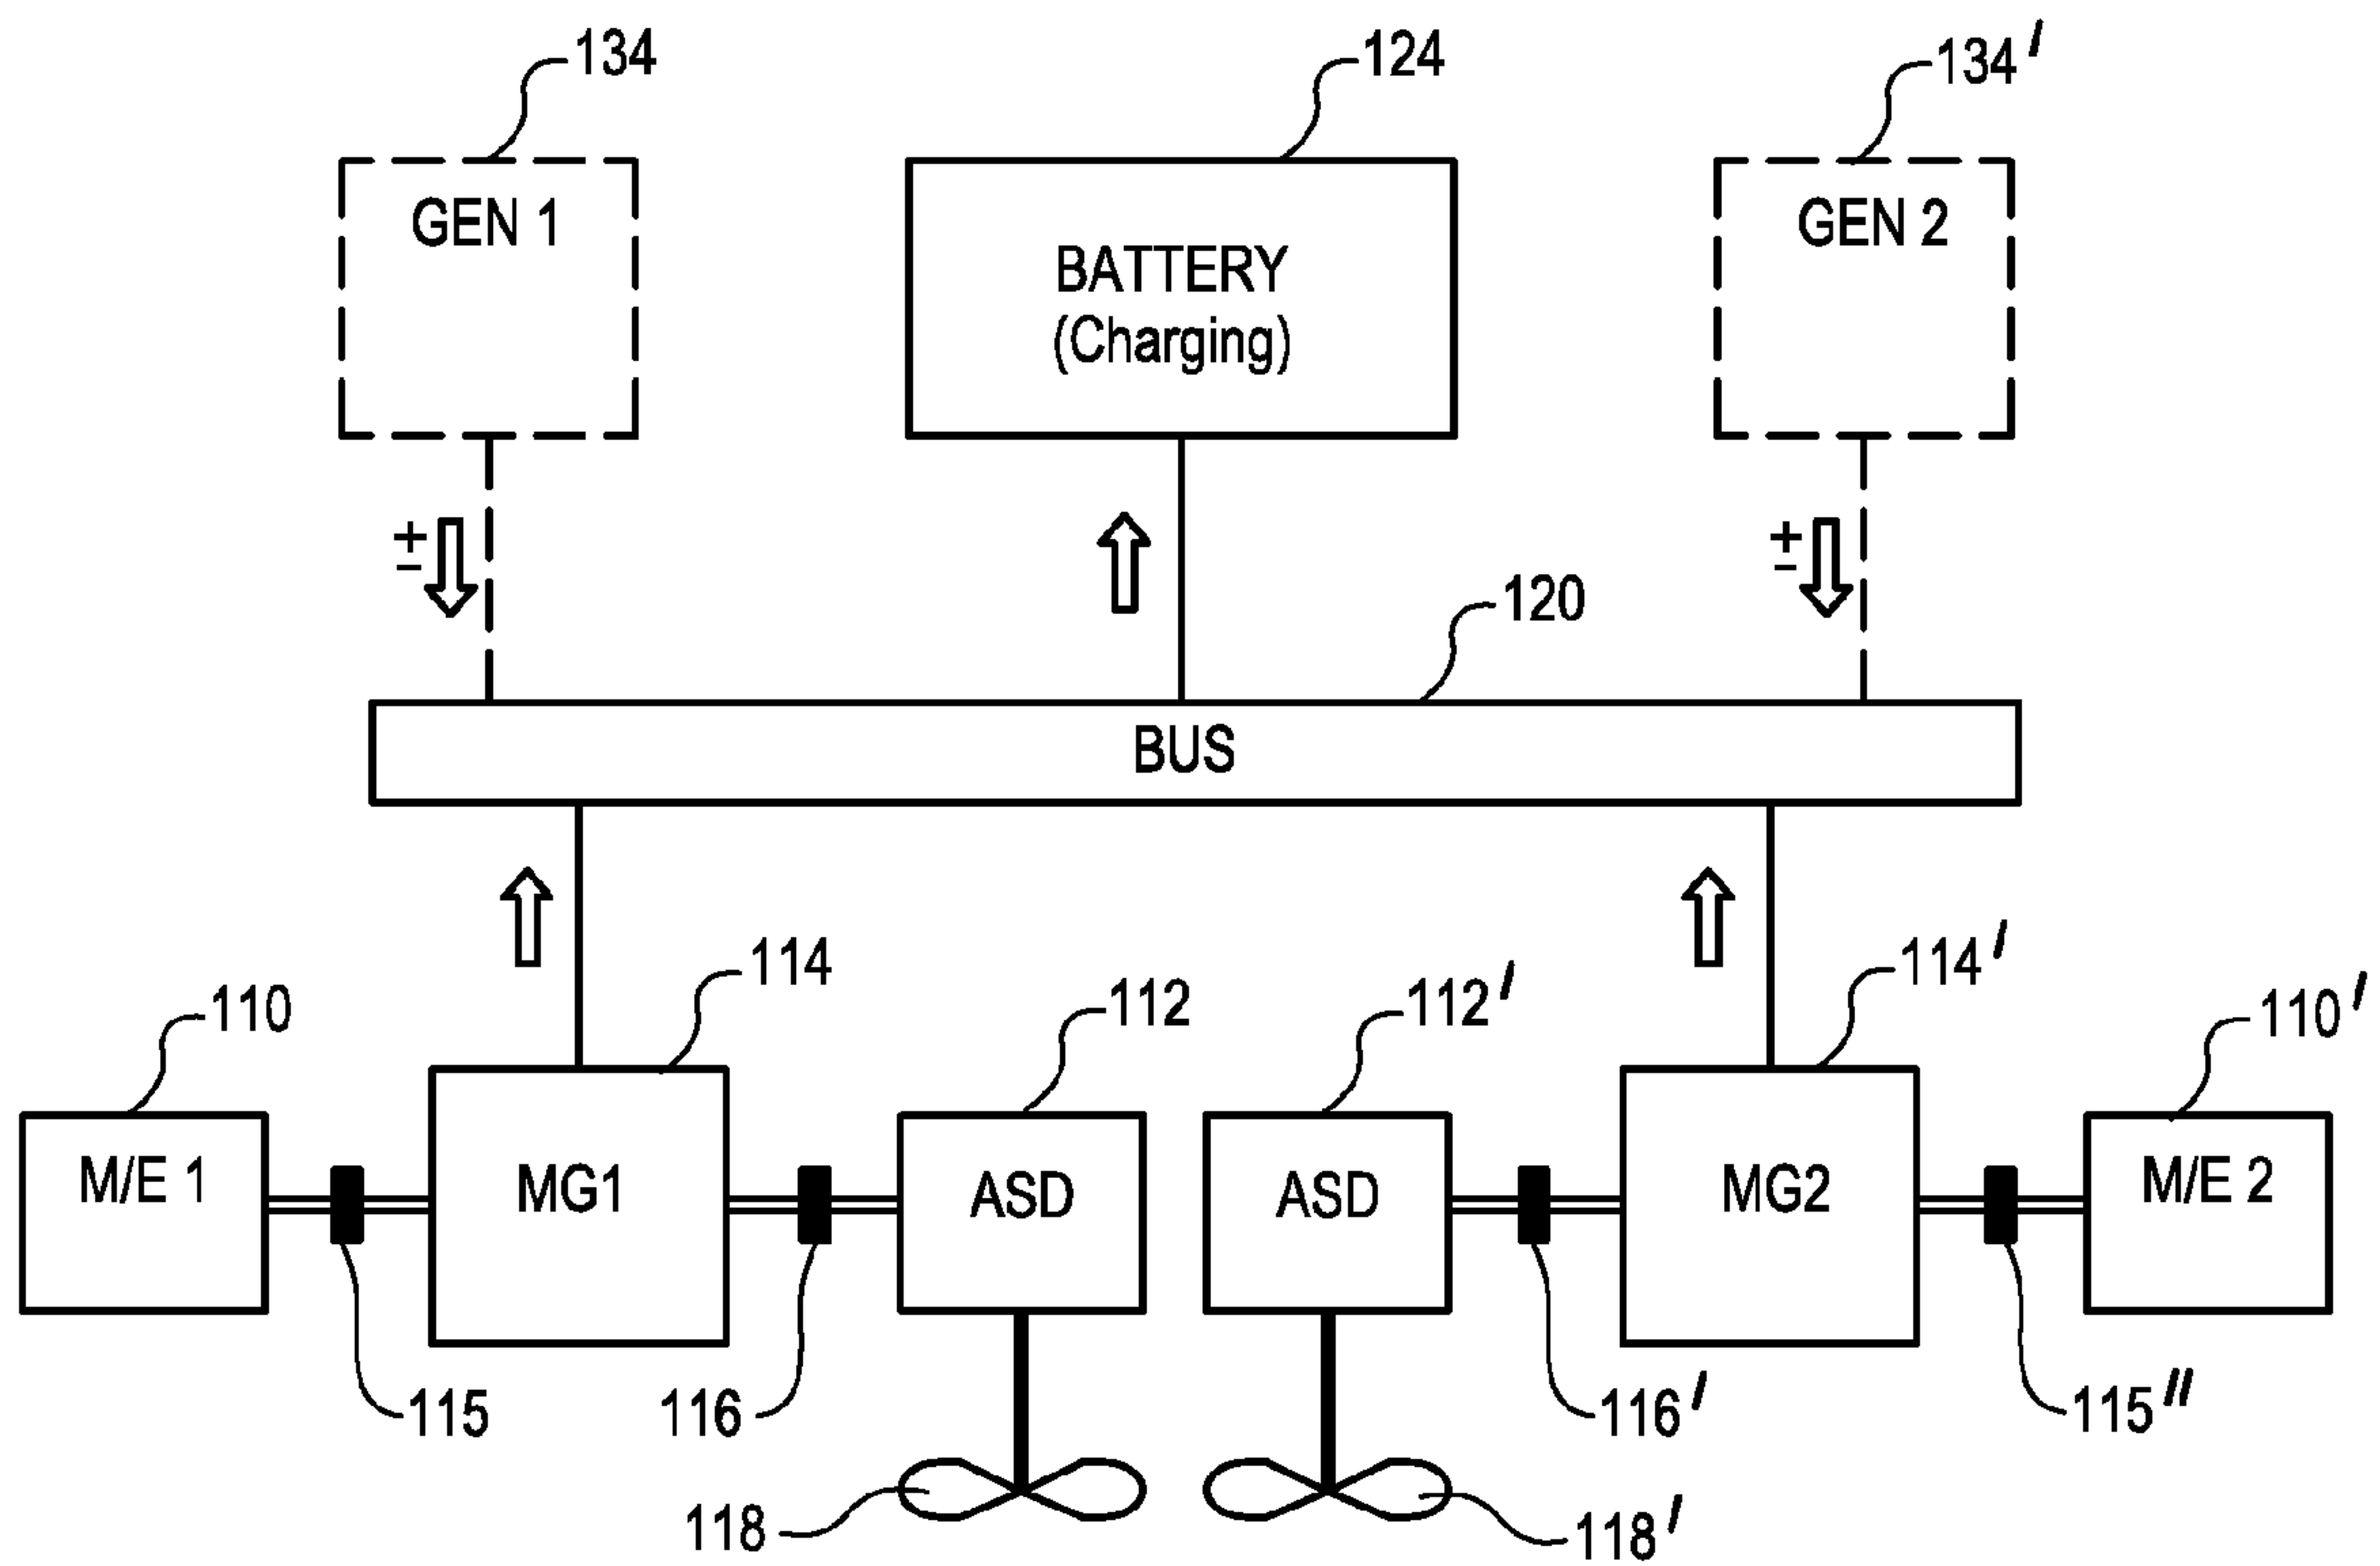 134
124
134′
GEN 1
BATTERY
(Charging)
GEN 2
±
±
120
BUS
114
114′
110
112
112′
110′
M/E 1
MG1
ASD
ASD
MG2
M/E 2
115
116
116′
115″
118
118′